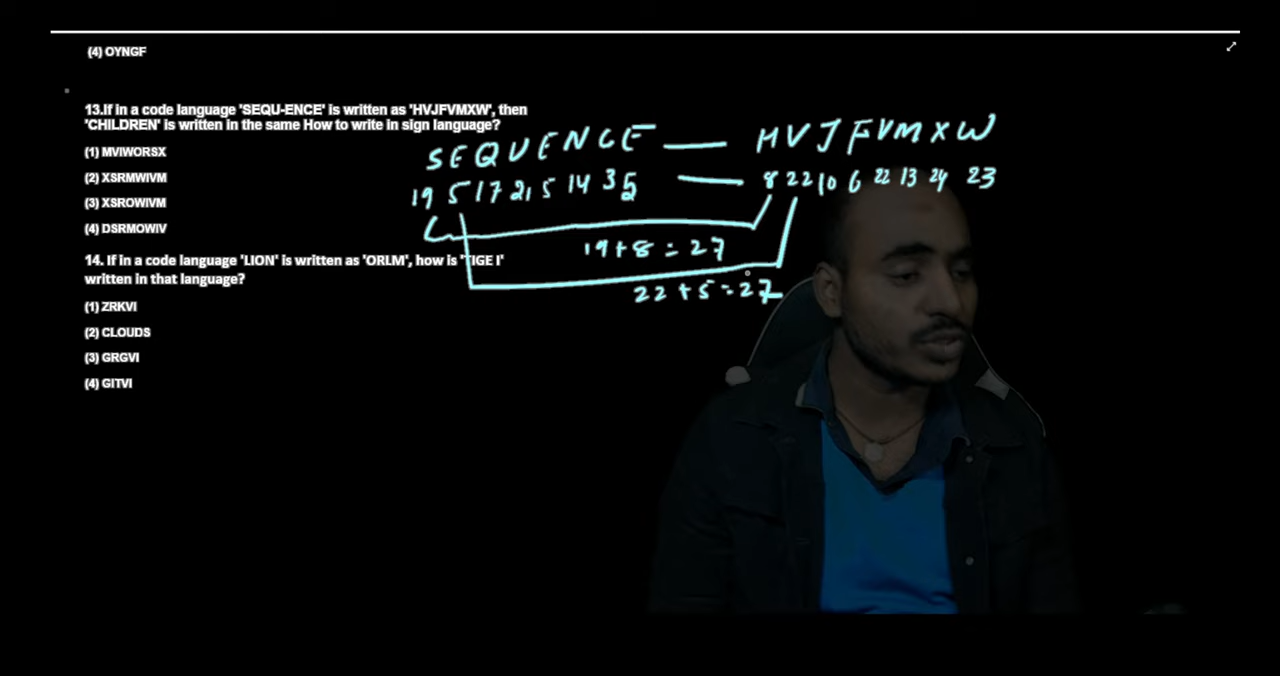 (4) OYNGF
13.If in a code language 'SEQU-ENCE' is written as 'HVJFVMXW', then
'CHILDREN' is written in the same How to write in sign language?
(1) MVIWORSX
(2) XSRMWIVM
(3) XSROWIVM
(4) DSRMOWIV
14. If in a code language 'LION' is written as 'ORLM', how is 'TIGE I'
written in that language?
(1) ZRKVI
(2) CLOUDS
(3) GRGVI
(4) GITVI
SEQUENCE — HVJFVMXW
19 5 17 21 5 14 3 5 — 8 22 10 6 22 13 24 23
19+8=27
22+5=27